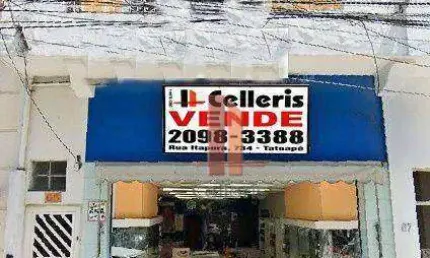 Celleris
VENDE
2098-3388
Rua Itapura, 734 - Tatuapé